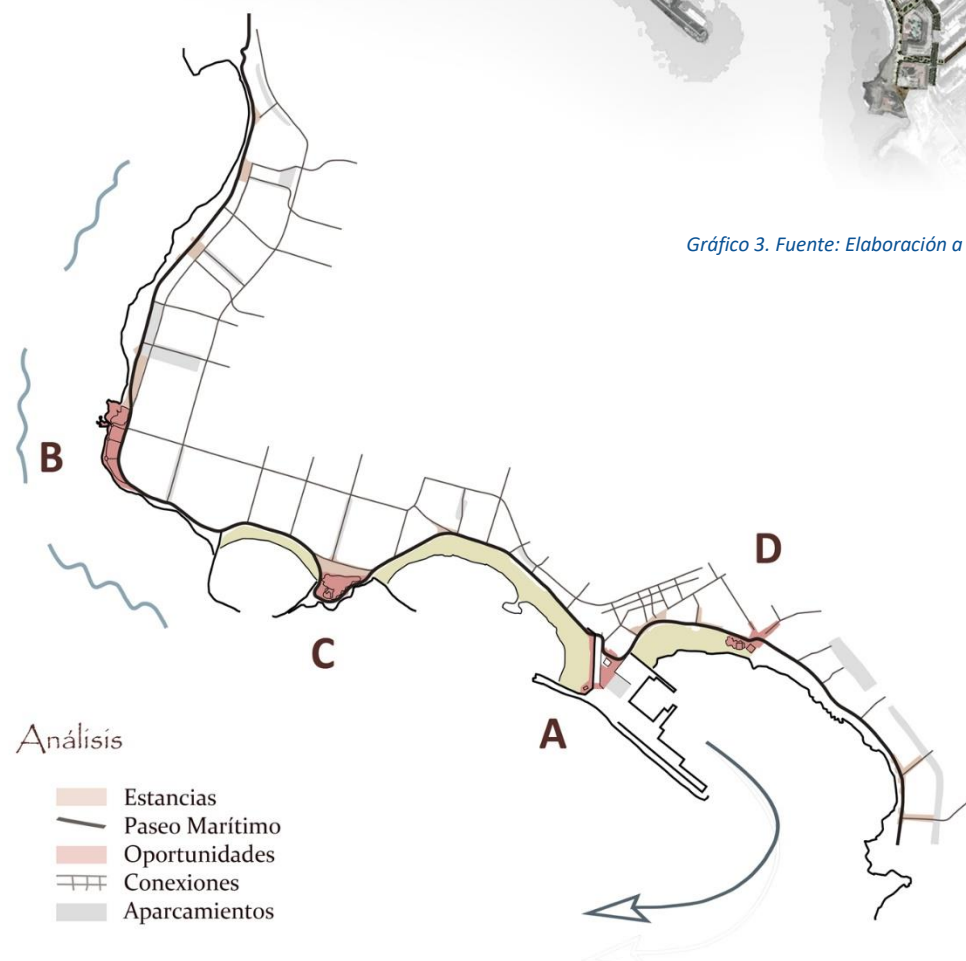 Gráfico 3. Fuente: Elaboración a
B
D
C
A
Análisis
Estancias
Paseo Marítimo
Oportunidades
Conexiones
Aparcamientos